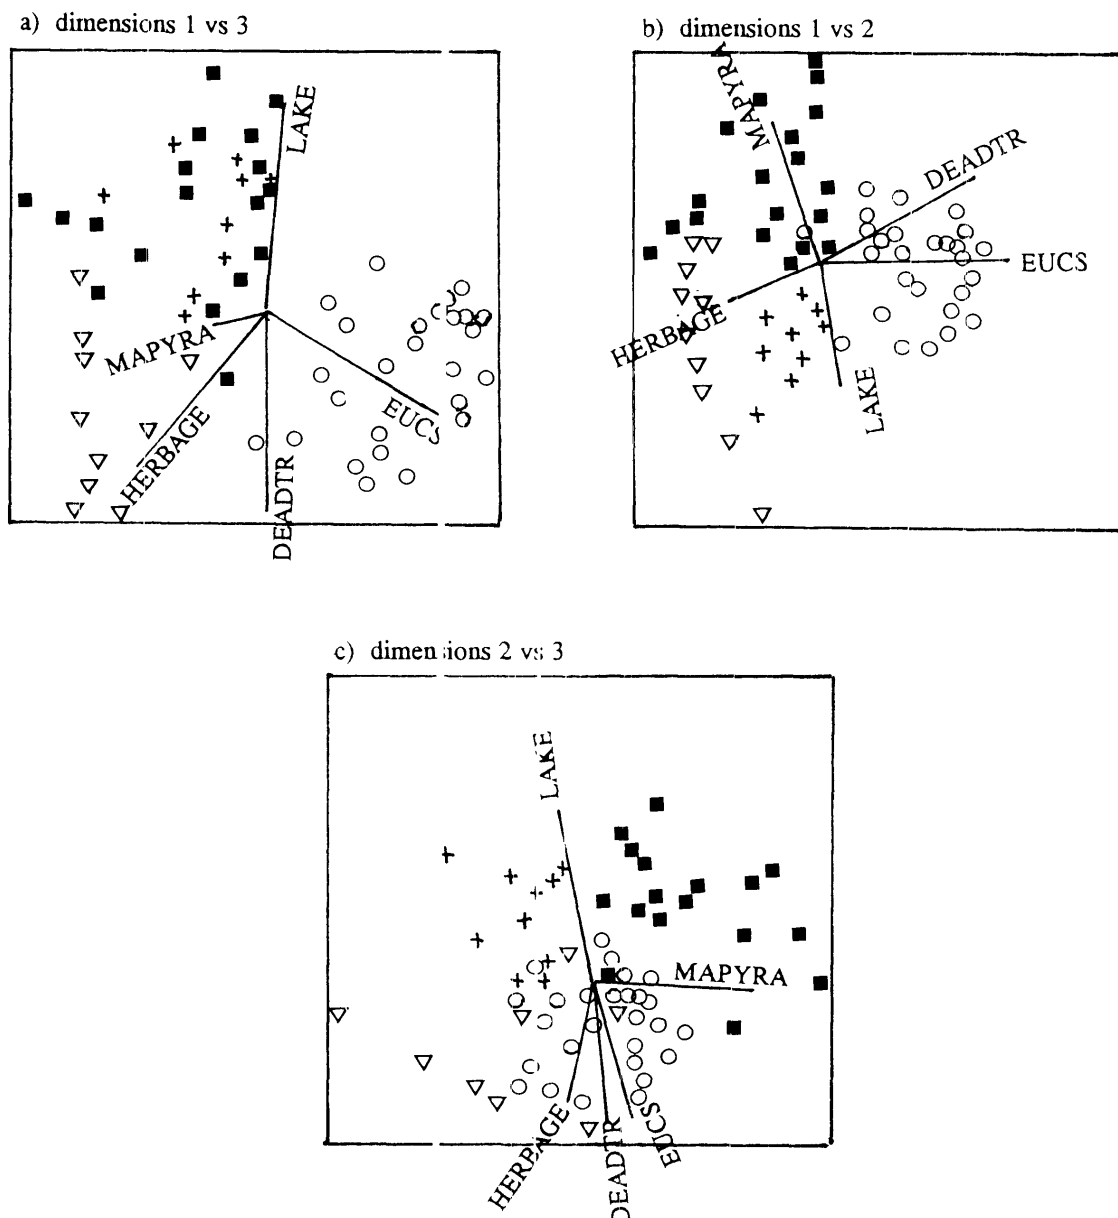 a) dimensions 1 vs 3
LAKE
MAPYRA
HERBAGE
DEADTR
EUCS
b) dimensions 1 vs 2
MAPYRA
DEADTR
EUCS
HERBAGE
LAKE
c) dimensions 2 vs 3
LAKE
MAPYRA
HERBAGE
DEADTR
EUCS